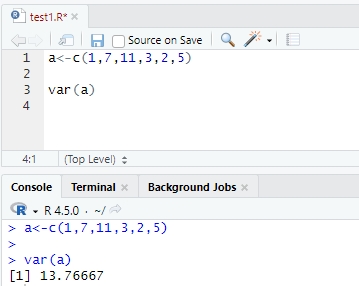 test1.R*
Source on Save
1 a<-c(1,7,11,3,2,5)
2
3 var(a)
4
4:1 (Top Level)
Console Terminal Background Jobs
R 4.5.0 · ~/
> a<-c(1,7,11,3,2,5)
>
> var(a)
[1] 13.76667